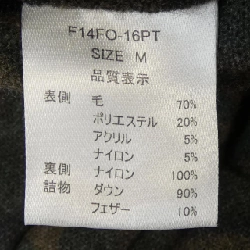 F14FO-16PT
SIZE M
品質表示
表側 毛 70%
ポリエステル 20%
アクリル 5%
ナイロン 5%
裏側 ナイロン 100%
詰物 ダウン 90%
フェザー 10%